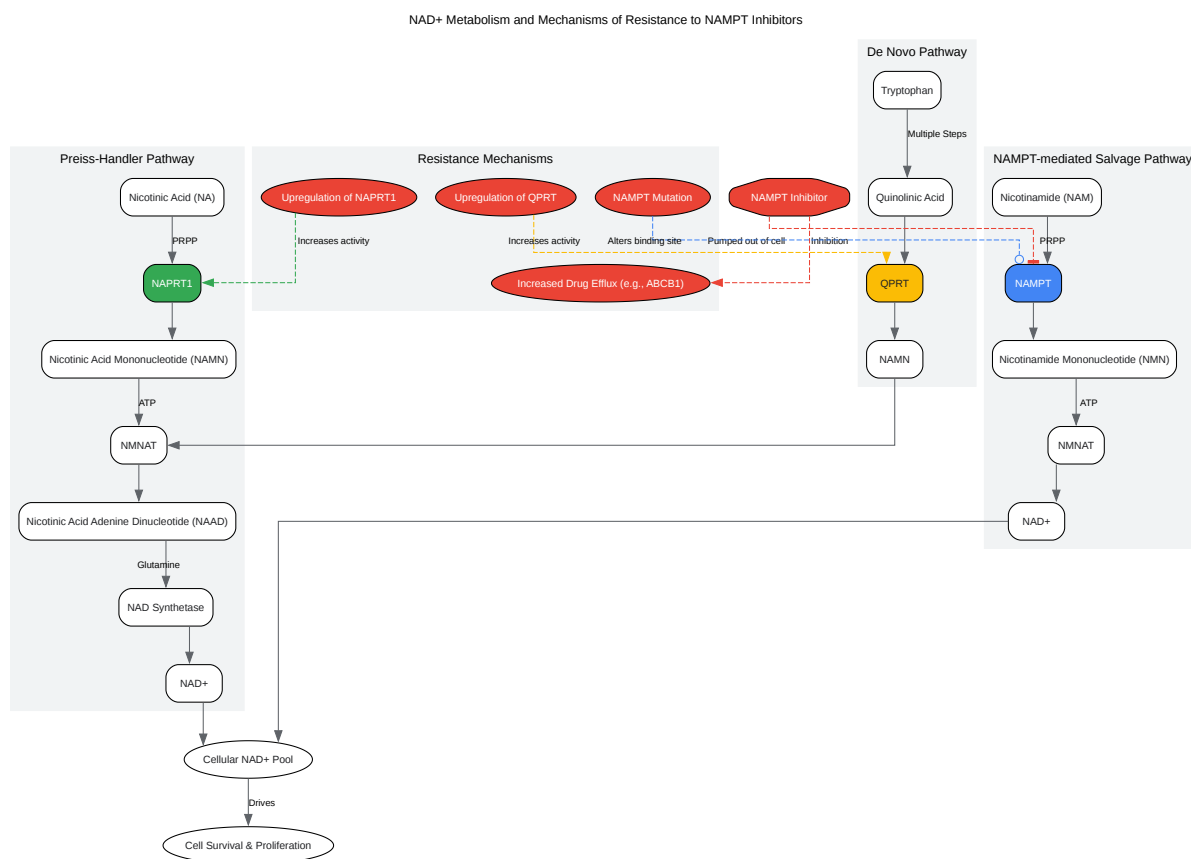 NAD+ Metabolism and Mechanisms of Resistance to NAMPT Inhibitors
De Novo Pathway
Tryptophan
Multiple Steps
Preiss-Handler Pathway
Resistance Mechanisms
NAMPT-mediated Salvage Pathway
Nicotinic Acid (NA)
Upregulation of NAPRT1
Upregulation of QPRT
NAMPT Mutation
NAMPT Inhibitor
Quinolinic Acid
Nicotinamide (NAM)
PRPP
Increases activity
Increases activity
Alters binding site
Pumped out of cell
Inhibition
PRPP
NAPRT1
Increased Drug Efflux (e.g., ABCB1)
QPRT
NAMPT
Nicotinic Acid Mononucleotide (NAMN)
NAMN
Nicotinamide Mononucleotide (NMN)
ATP
ATP
NMNAT
NMNAT
Nicotinic Acid Adenine Dinucleotide (NAAD)
NAD+
Glutamine
NAD Synthetase
NAD+
Cellular NAD+ Pool
Drives
Cell Survival & Proliferation